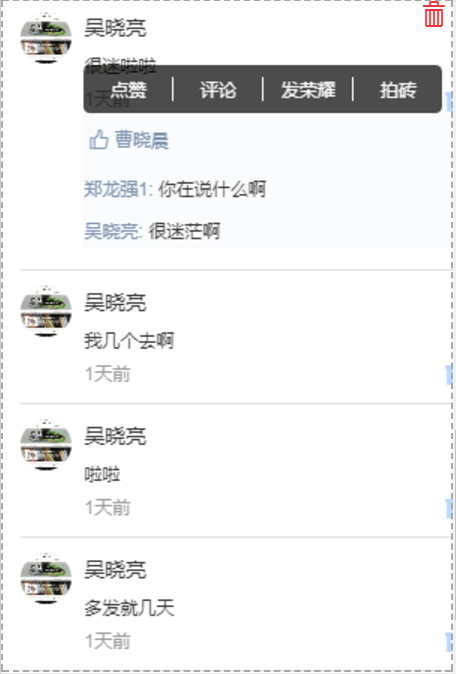 吴晓亮
很迷啦啦
点赞 评论 发荣耀 拍砖
1天前
曹晓晨
郑龙强1: 你在说什么啊
吴晓亮: 很迷茫啊
吴晓亮
我几个去啊
1天前
吴晓亮
啦啦
1天前
吴晓亮
多发就几天
1天前